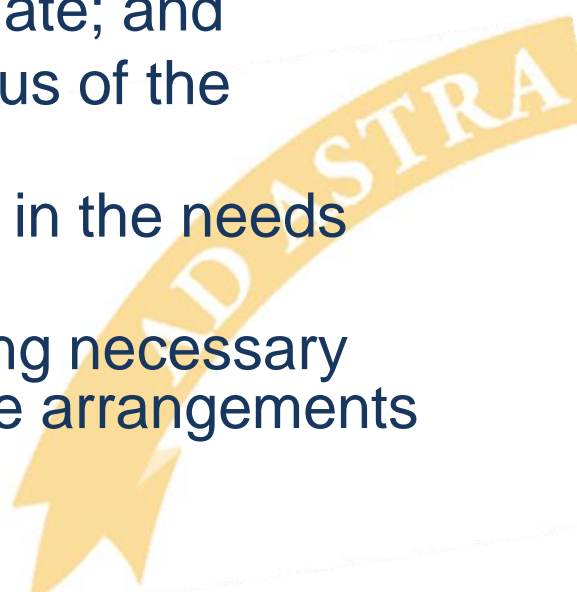 ate; and
us of the
in the needs
ng necessary
e arrangements
AD ASTRA